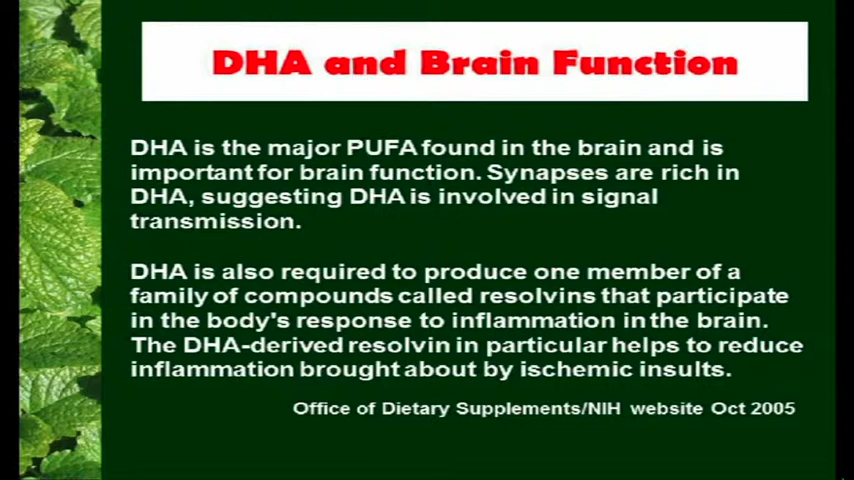 DHA and Brain Function
DHA is the major PUFA found in the brain and is
important for brain function. Synapses are rich in
DHA, suggesting DHA is involved in signal
transmission.
DHA is also required to produce one member of a
family of compounds called resolvins that participate
in the body's response to inflammation in the brain.
The DHA-derived resolvin in particular helps to reduce
inflammation brought about by ischemic insults.
Office of Dietary Supplements/NIH website Oct 2005